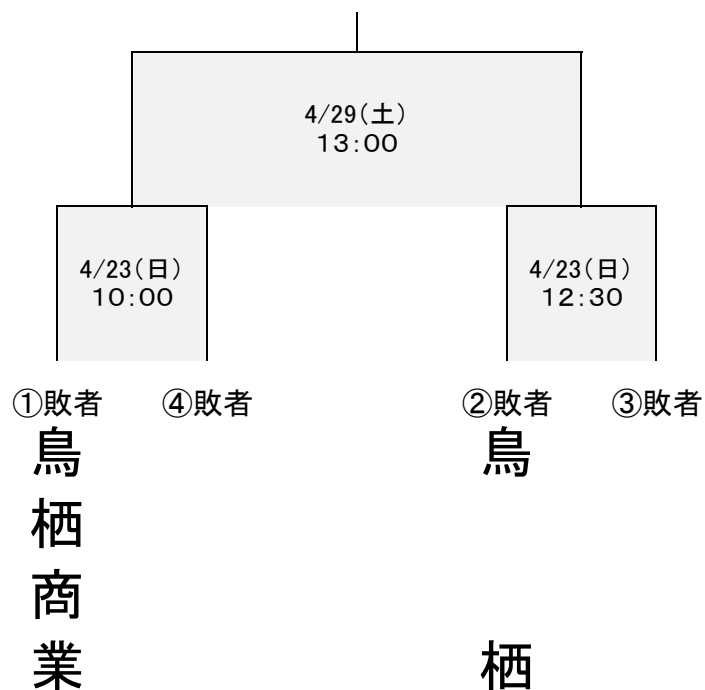 4/29(土)
13:00
4/23(日)
10:00
4/23(日)
12:30
①敗者
④敗者
②敗者
③敗者
鳥栖商業
鳥栖